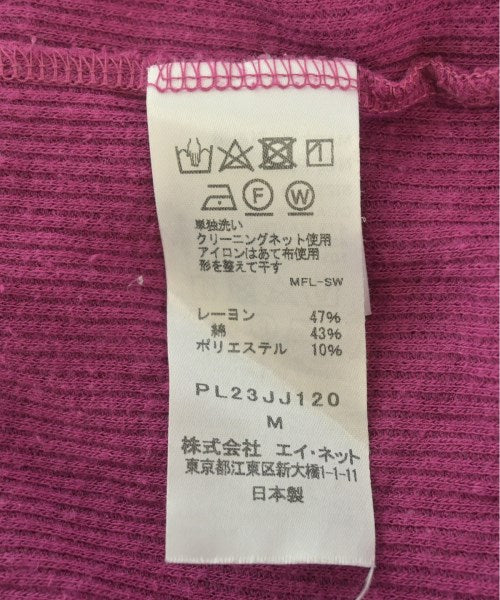 F W
単独洗い
クリーニングネット使用
アイロンはあて布使用
形を整えて干す
MFL-SW
レーヨン 47%
綿 43%
ポリエステル 10%
PL23JJ120
M
株式会社 エイ・ネット
東京都江東区新大橋1-1-11
日本製